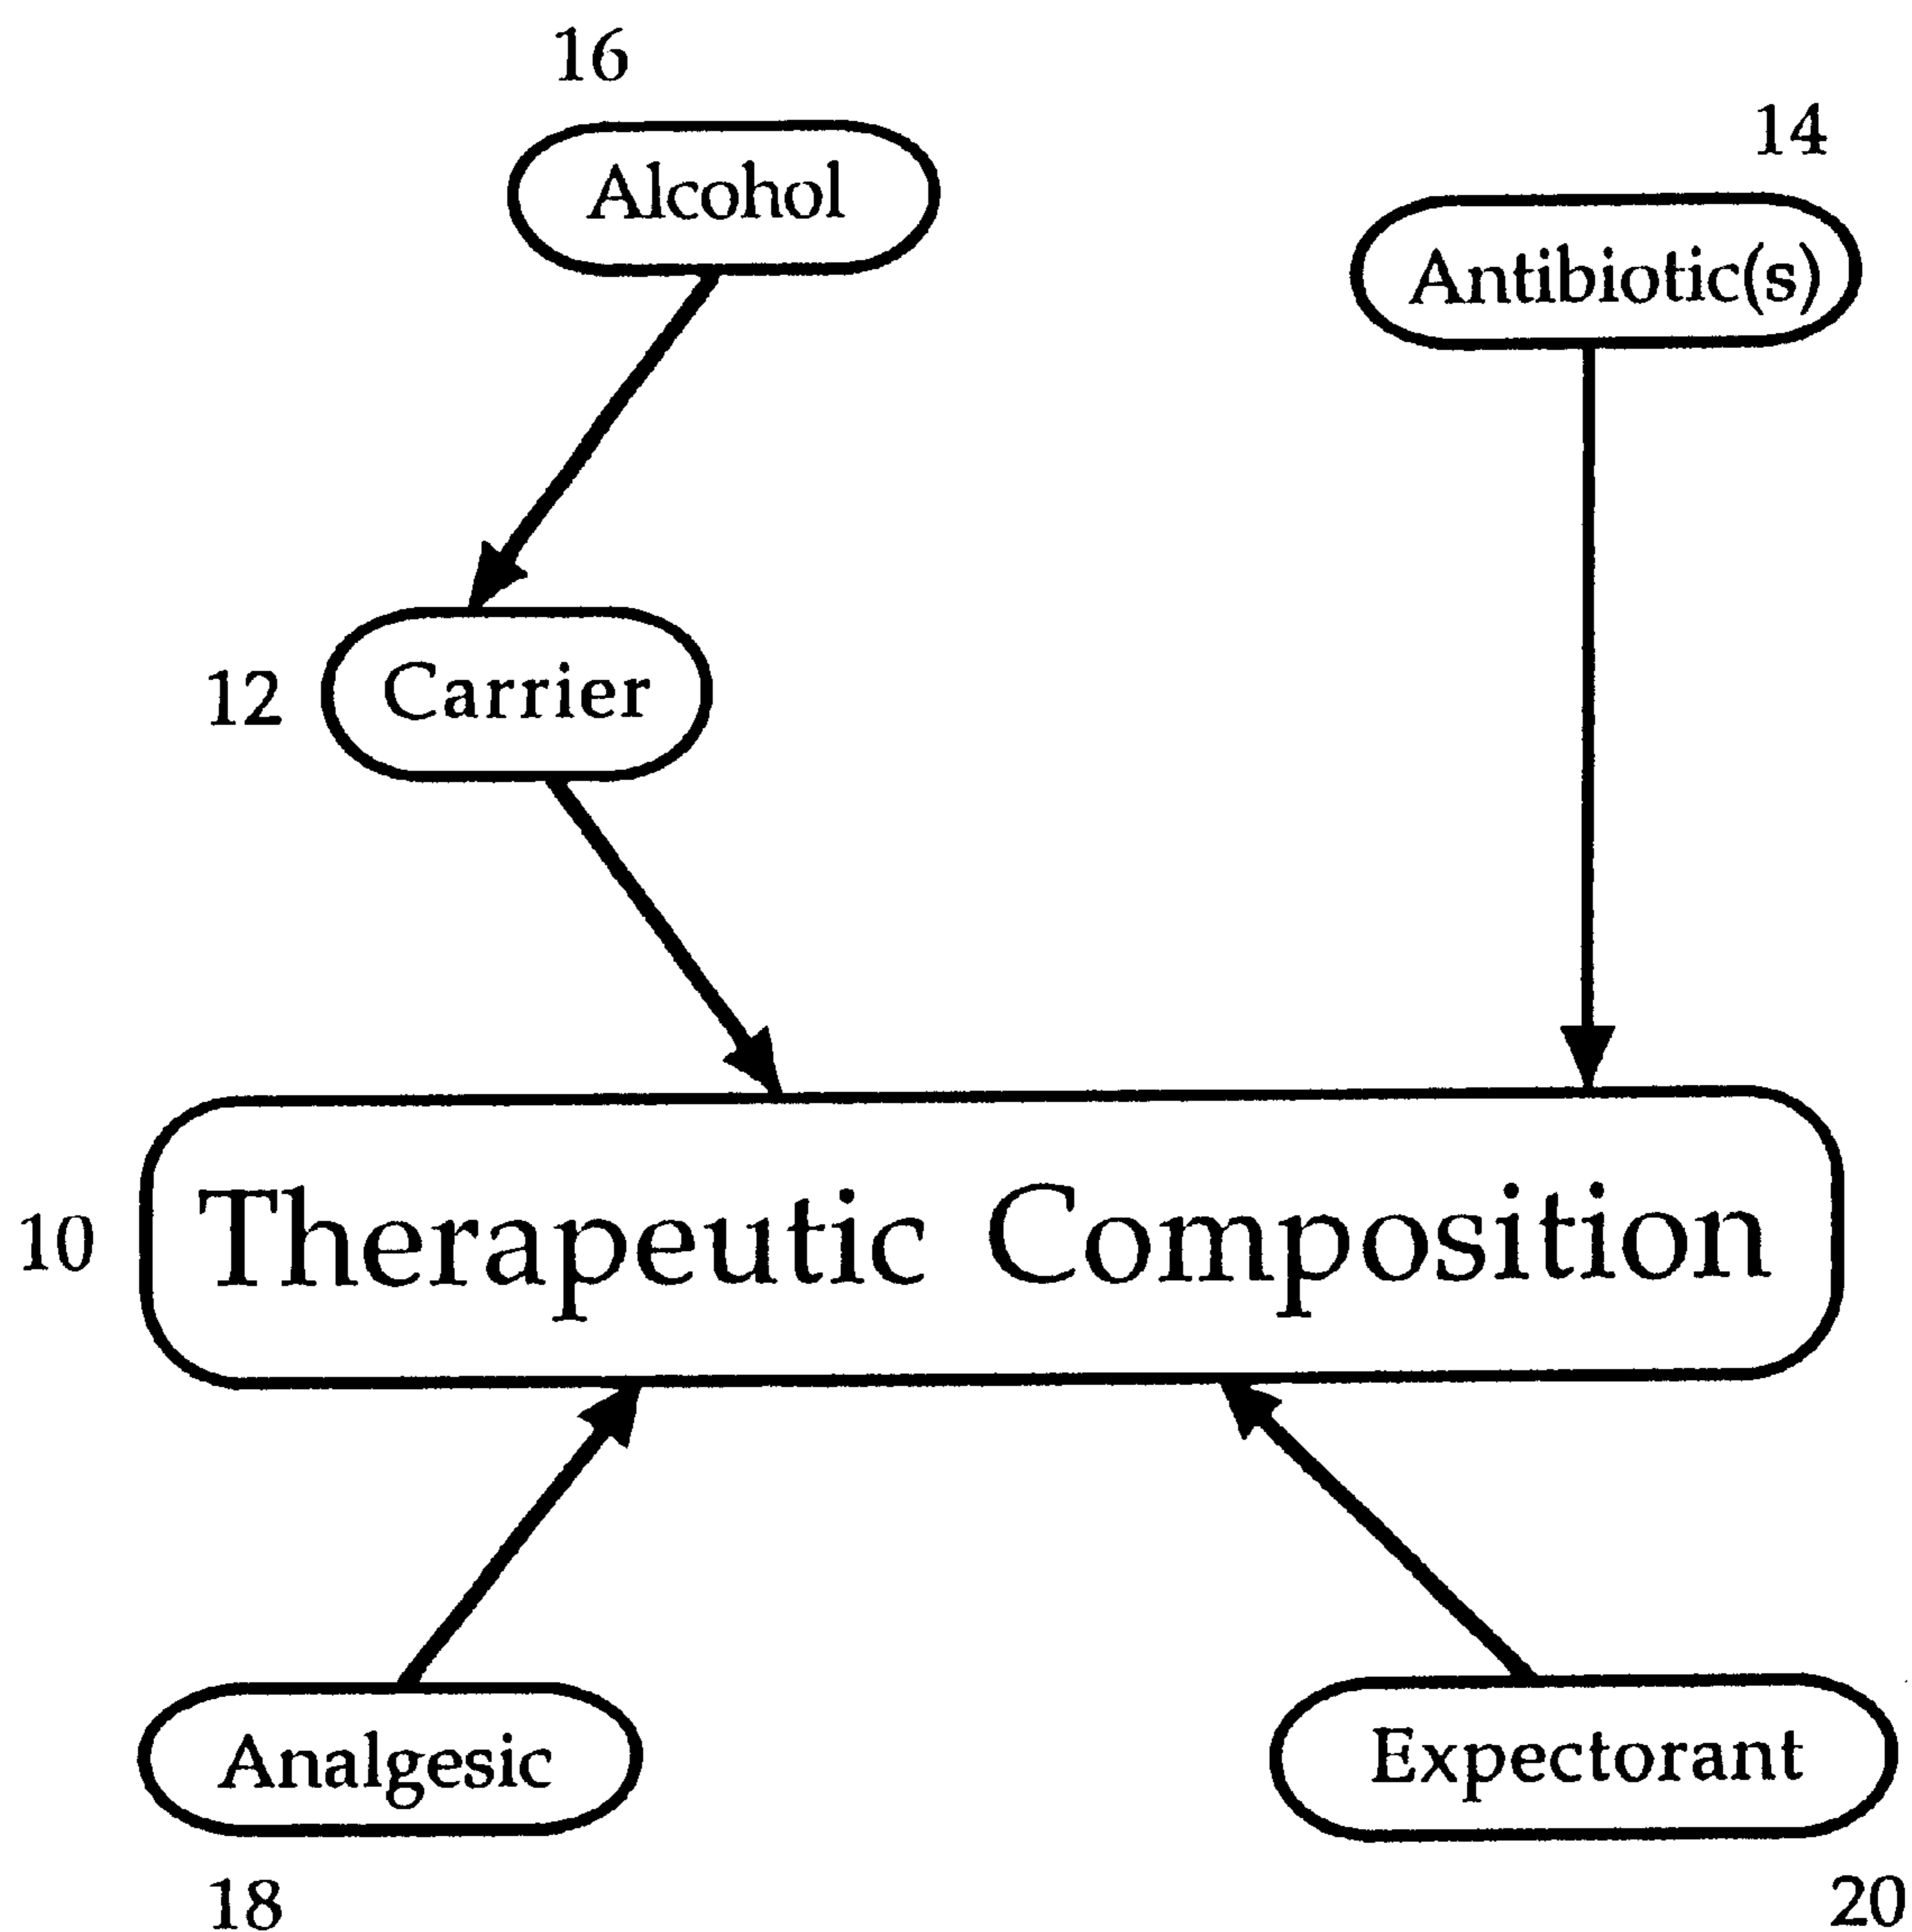 16
Alcohol
14
Antibiotic(s)
12
Carrier
10
Therapeutic Composition
Analgesic
Expectorant
18
20